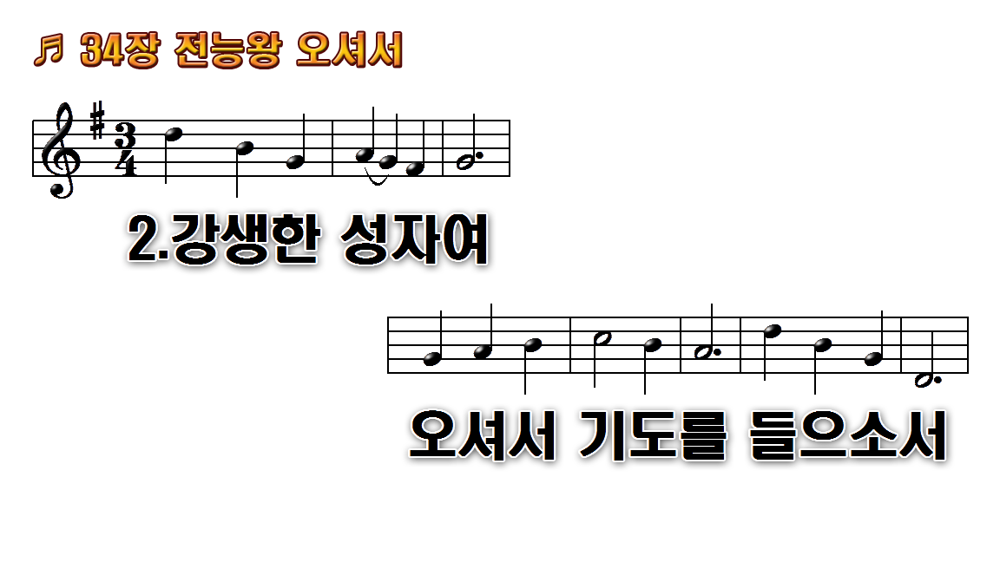 ♬ 34장 전능왕 오셔서
3
4
2.강생한 성자여
오셔서 기도를 들으소서